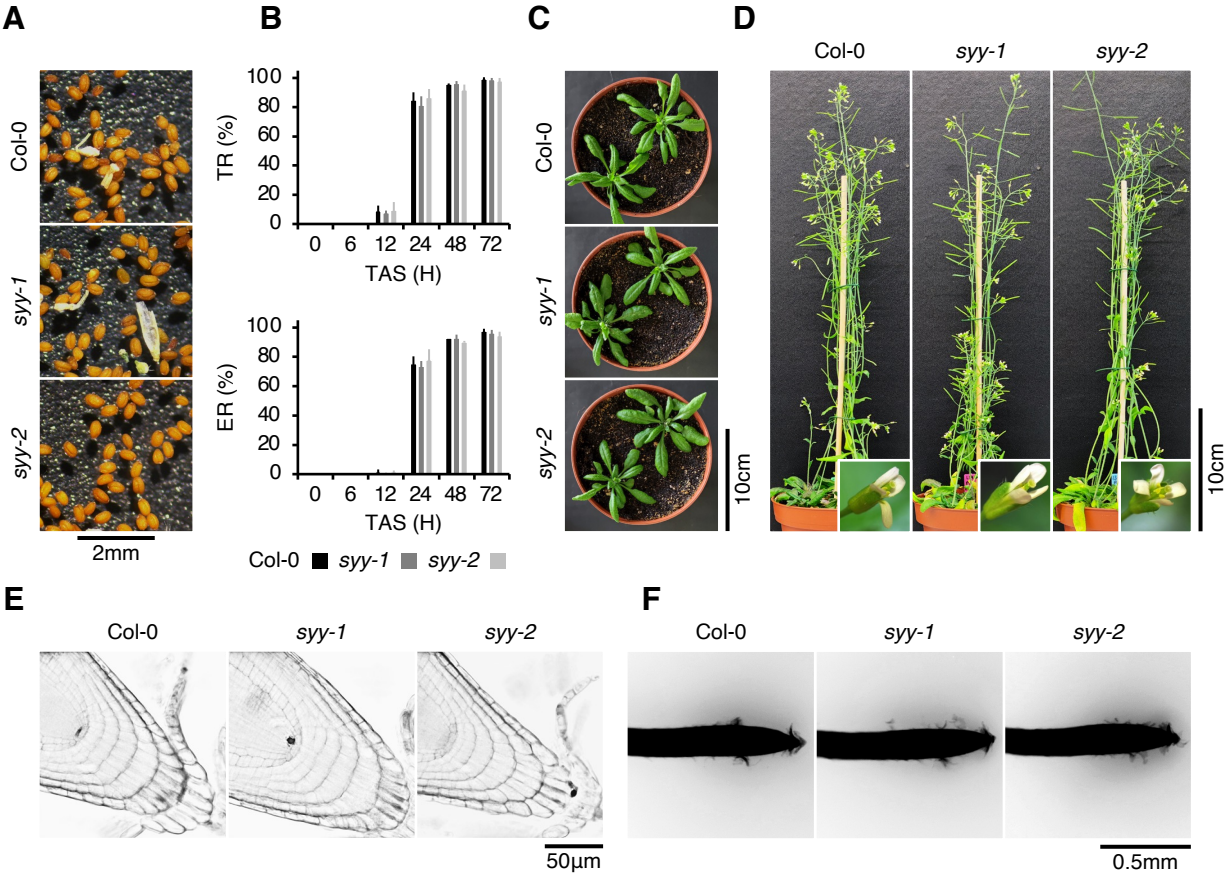 A
B
C
D
Col-0
syy-1
syy-2
2mm
TR (%)
100
80
60
40
20
0
0 6 12 24 48 72
TAS (H)
ER (%)
100
80
60
40
20
0
0 6 12 24 48 72
TAS (H)
Col-0 syy-1 syy-2
Col-0
syy-1
syy-2
10cm
Col-0 syy-1 syy-2
10cm
E
Col-0 syy-1 syy-2
50µm
F
Col-0 syy-1 syy-2
0.5mm